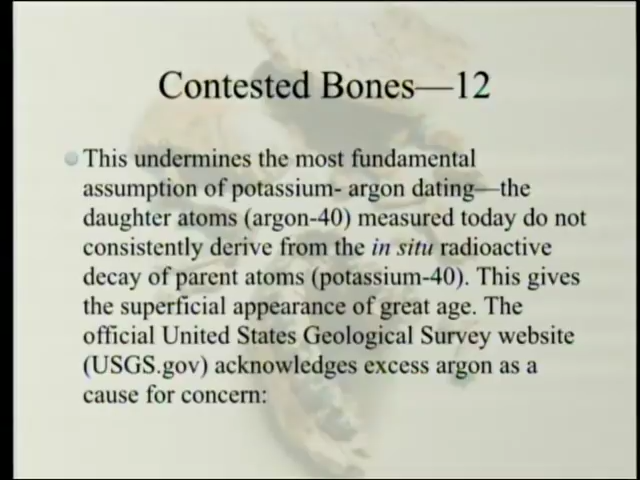 Contested Bones—12
This undermines the most fundamental
assumption of potassium- argon dating—the
daughter atoms (argon-40) measured today do not
consistently derive from the in situ radioactive
decay of parent atoms (potassium-40). This gives
the superficial appearance of great age. The
official United States Geological Survey website
(USGS.gov) acknowledges excess argon as a
cause for concern: